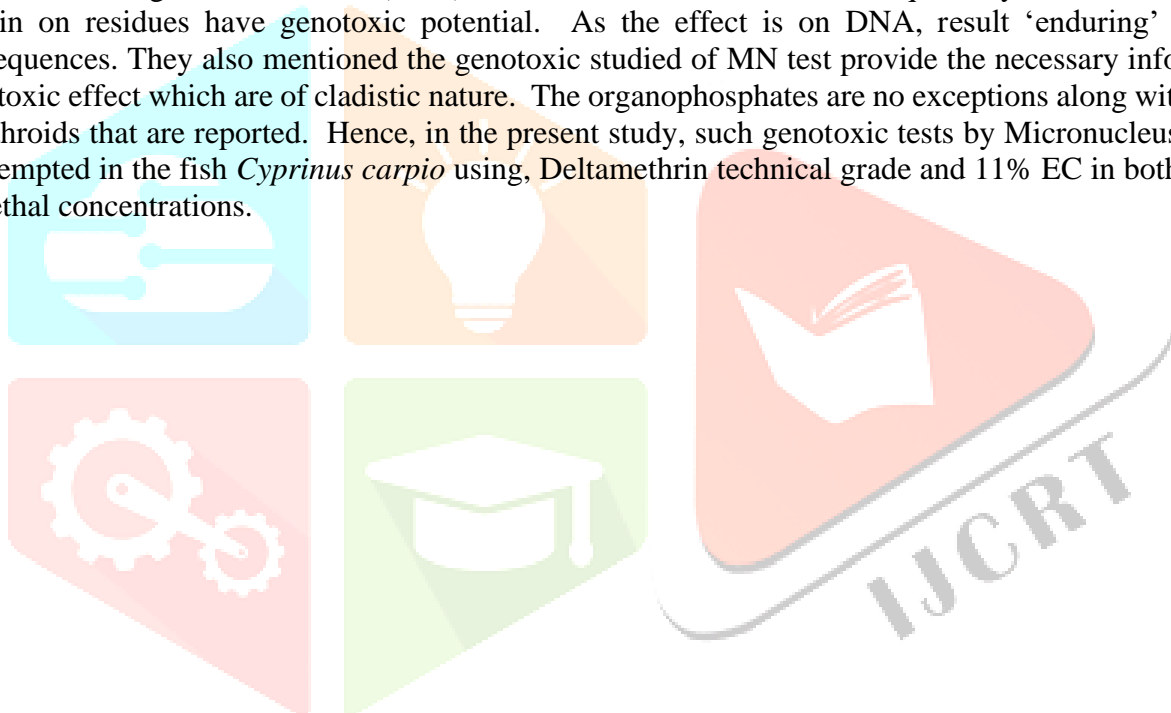 in on residues have genotoxic potential. As the effect is on DNA, result ‘enduring’
equences. They also mentioned the genotoxic studied of MN test provide the necessary info
toxic effect which are of cladistic nature. The organophosphates are no exceptions along wit
hroids that are reported. Hence, in the present study, such genotoxic tests by Micronucleus
empted in the fish Cyprinus carpio using, Deltamethrin technical grade and 11% EC in both
ethal concentrations.
IJCRT